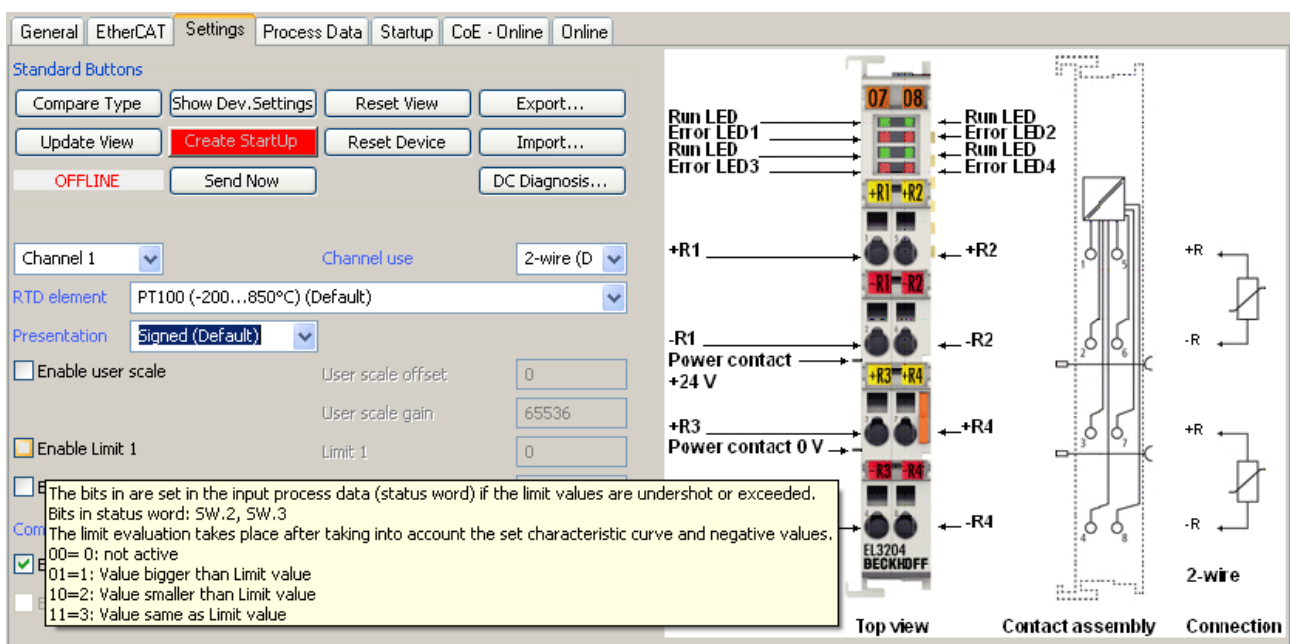 General EtherCAT Settings Process Data Startup CoE - Online Online
Standard Buttons
Compare Type Show Dev.Settings Reset View Export...
Update View Create StartUp Reset Device Import...
OFFLINE Send Now DC Diagnosis...
Channel 1 Channel use 2-wire (D
RTD element PT100 (-200...850°C) (Default)
Presentation Signed (Default)
Enable user scale User scale offset 0
User scale gain 65536
Enable Limit 1 Limit 1 0
The bits in are set in the input process data (status word) if the limit values are undershot or exceeded.
Bits in status word: SW.2, SW.3
Com The limit evaluation takes place after taking into account the set characteristic curve and negative values.
00= 0: not active
01=1: Value bigger than Limit value
10=2: Value smaller than Limit value
11=3: Value same as Limit value
07 08
Run LED Run LED
Error LED1 Error LED2
Run LED Run LED
Error LED3 Error LED4
+R1 +R2
+R1 +R2
-R1 -R2
-R1 -R2
Power contact
+24 V
+R3 +R4
+R3 +R4
Power contact 0 V
-R3 -R4
-R4
EL3204
BECKHOFF
Top view
1 5
2 6
3 7
4 8
Contact assembly
+R
-R
+R
-R
2-wire
Connection